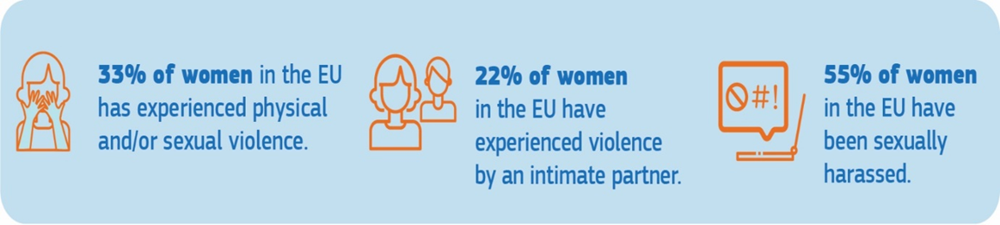 33% of women in the EU
has experienced physical
and/or sexual violence.
22% of women
in the EU have
experienced violence
by an intimate partner.
#!
55% of women
in the EU have
been sexually
harassed.